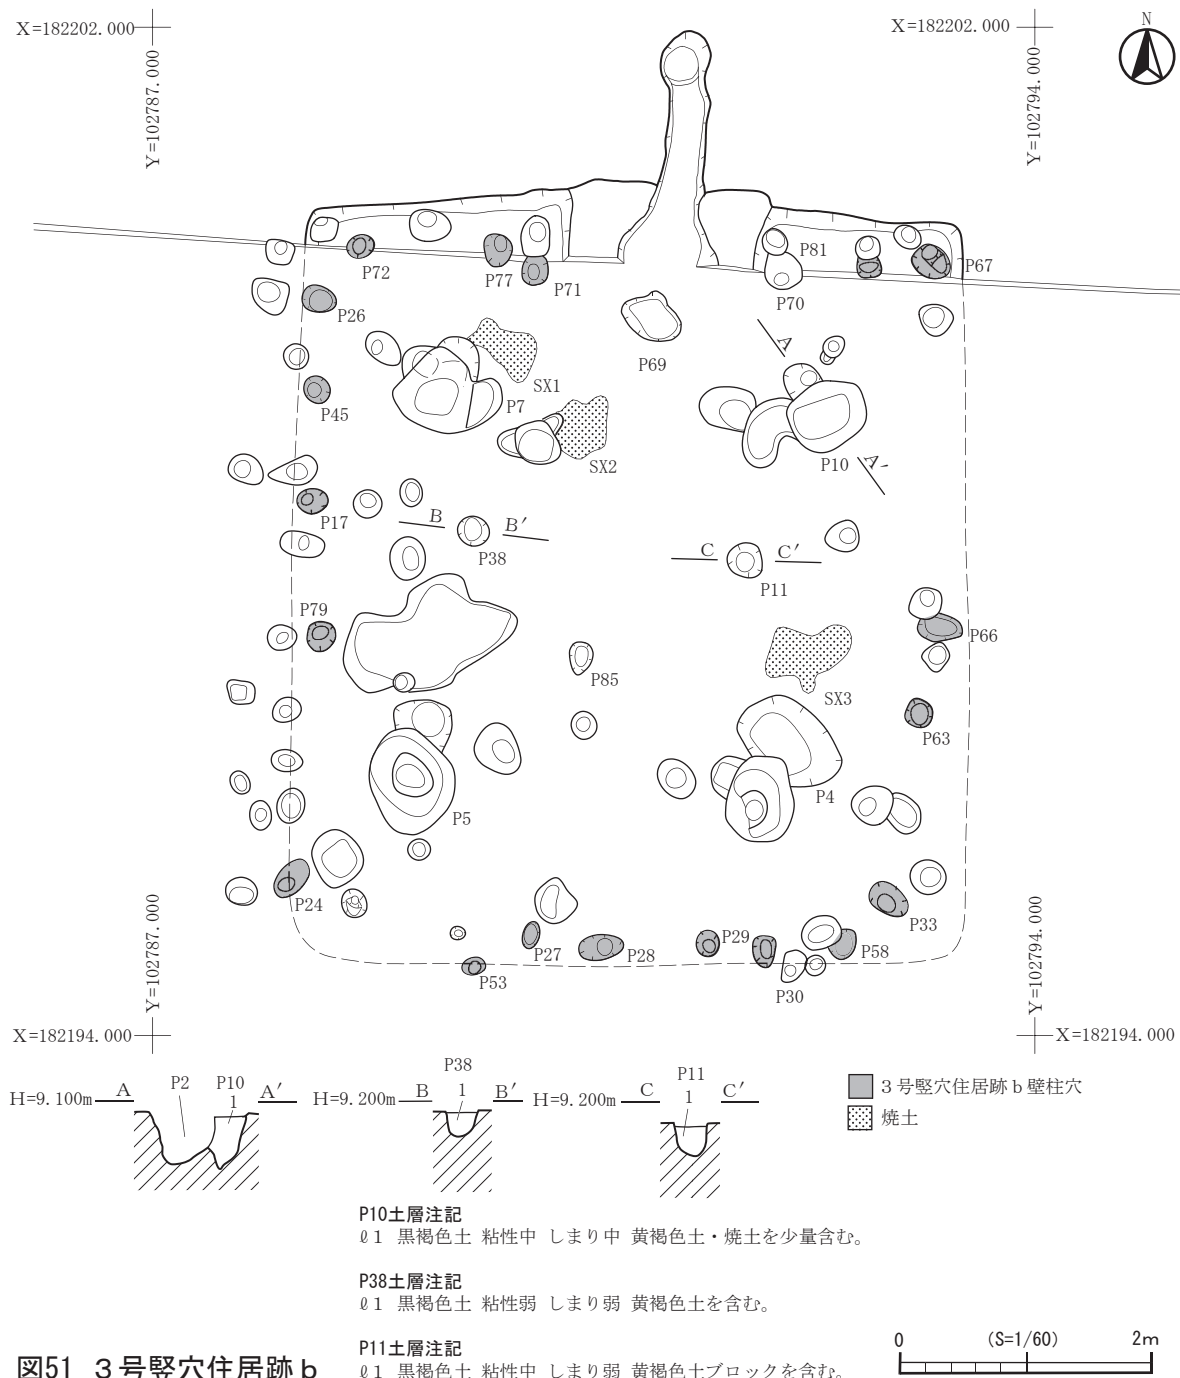 X=182202.000
X=182202.000
N
Y=102787.000
Y=102794.000
P72
P77
P71
P81
P67
P70
P26
P69
A
SX1
P45
P7
SX2
P10
A′
P17
B
B′
P38
C
C′
P11
P79
P66
P85
SX3
P63
P4
P5
P24
P33
P27
P28
P29
P58
P53
P30
Y=102787.000
Y=102794.000
X=182194.000
X=182194.000
H=9.100m
A
P2
P10
1
A′
H=9.200m
B
P38
1
B′
H=9.200m
C
P11
1
C′
3号竪穴住居跡b壁柱穴
焼土
P10土層注記
ℓ1 黒褐色土 粘性中 しまり中 黄褐色土・焼土を少量含む。
P38土層注記
ℓ1 黒褐色土 粘性弱 しまり弱 黄褐色土を含む。
P11土層注記
ℓ1 黒褐色土 粘性中 しまり弱 黄褐色土ブロックを含む。
図51 3号竪穴住居跡b
0 (S=1/60) 2m